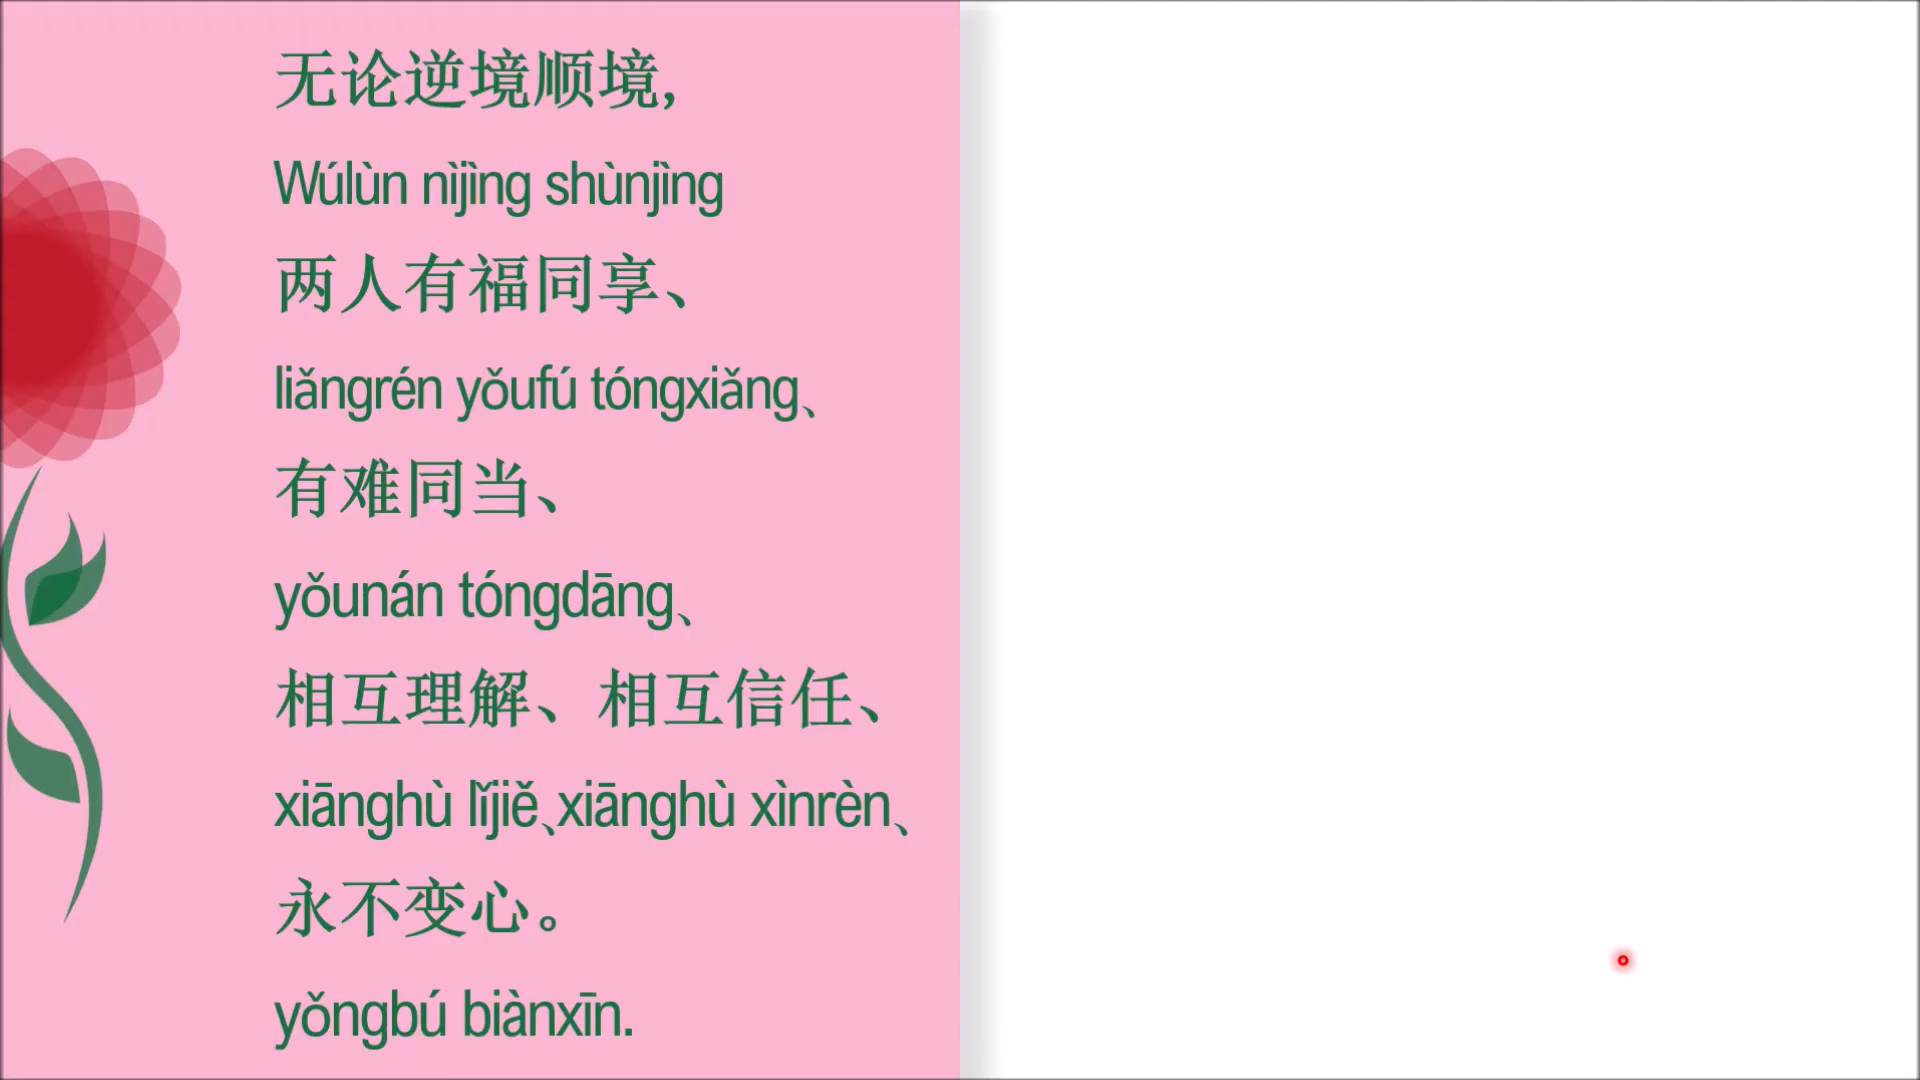 无论逆境顺境,
Wúlùn nìjìng shùnjìng
两人有福同享、
liǎngrén yǒufú tóngxiǎng、
有难同当、
yǒunán tóngdāng、
相互理解、相互信任、
xiānghù lǐjiě、xiānghù xìnrèn、
永不变心。
yǒngbú biànxīn.